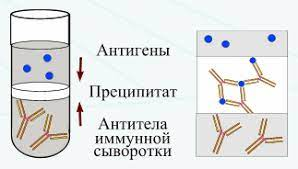 Антигены
Преципитат
Антитела
иммунной
сыворотки